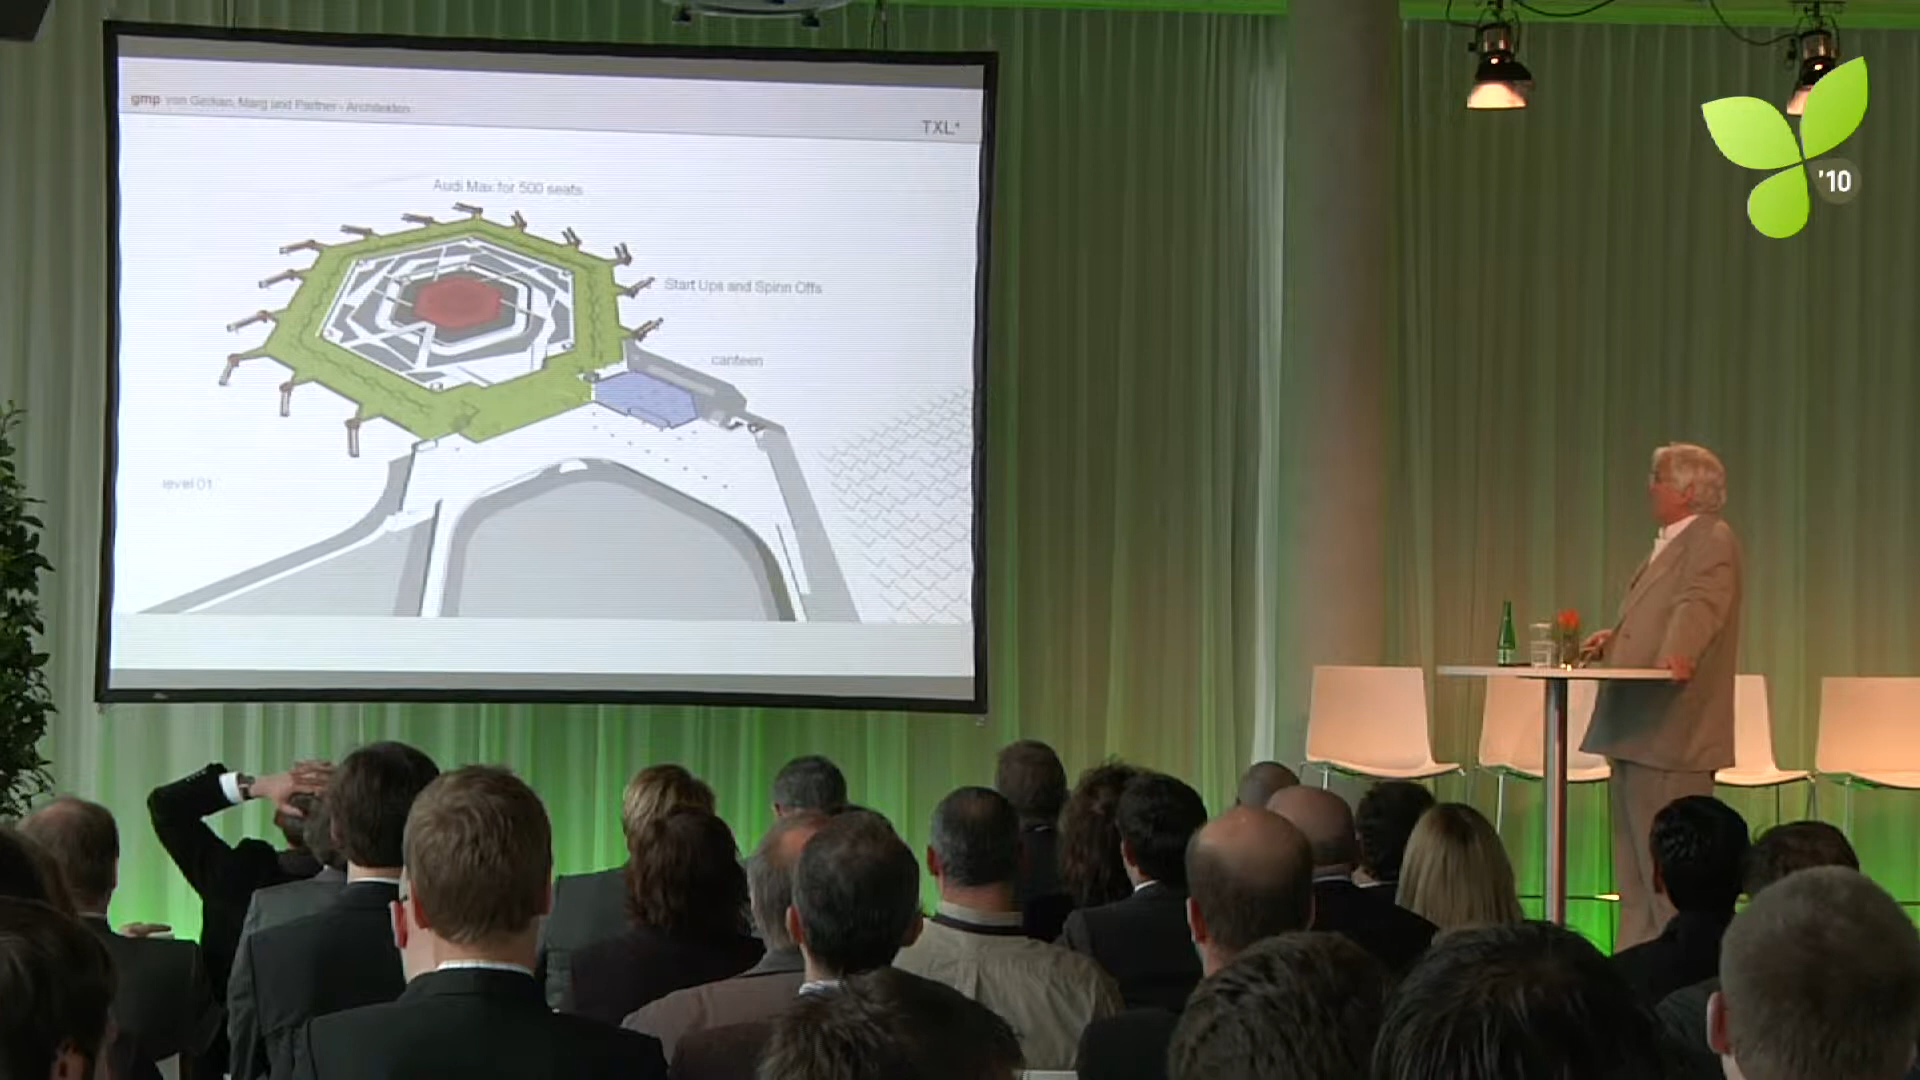 gmp von Gerkan, Marg und Partner - Architekten
TXL+
Audi Max for 500 seats
Start Ups and Spinn Offs
canteen
level 01
'10